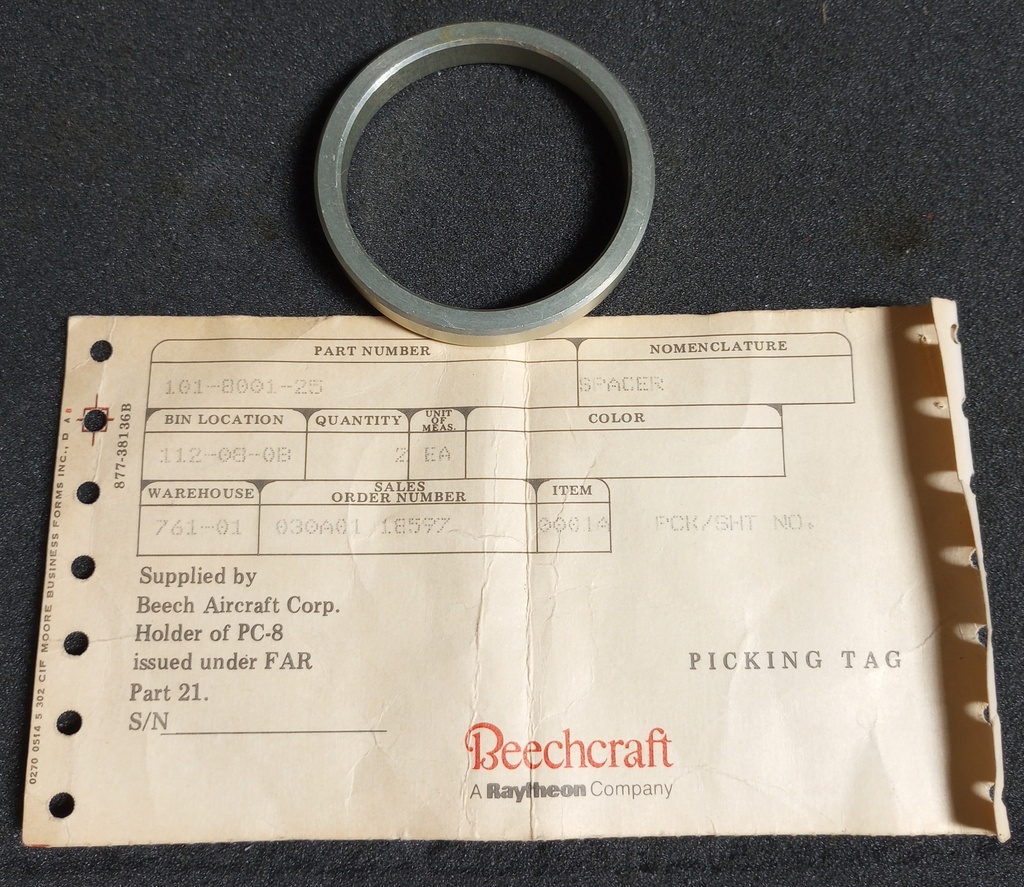 PART NUMBER NOMENCLATURE
101-8001-25 SPACER
BIN LOCATION QUANTITY UNIT OF MEAS. COLOR
112-08-0B 2 EA
WAREHOUSE SALES ORDER NUMBER ITEM
761-01 030A01 18597 0001A PCK/SHT NO.
Supplied by
Beech Aircraft Corp.
Holder of PC-8
issued under FAR
Part 21.
S/N
PICKING TAG
Beechcraft
A Raytheon Company
877-38136B
0270 0514 5 302 CIF MOORE BUSINESS FORMS INC., D A B